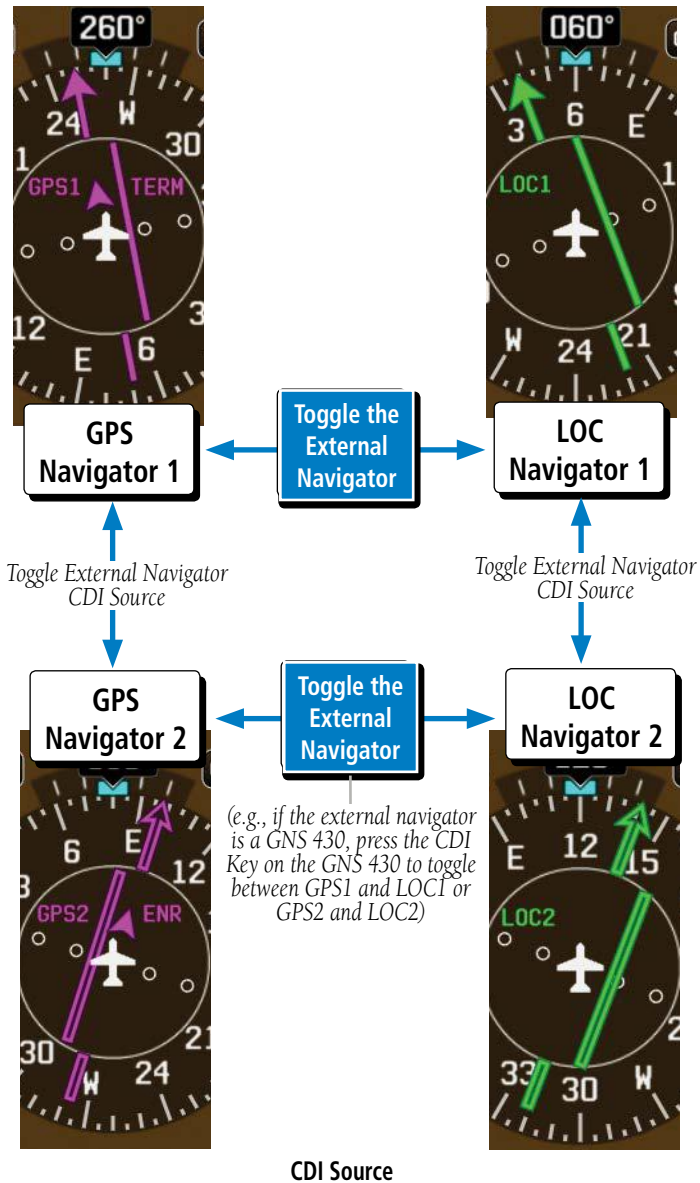 260°
24
W
30
1
GPS1
TERM
12
E
6
3
060°
3
6
E
1
LOC1
W
24
21
GPS
Navigator 1
Toggle the
External
Navigator
LOC
Navigator 1
Toggle External Navigator
CDI Source
Toggle External Navigator
CDI Source
GPS
Navigator 2
Toggle the
External
Navigator
LOC
Navigator 2
(e.g., if the external navigator
is a GNS 430, press the CDI
Key on the GNS 430 to toggle
between GPS1 and LOC1 or
GPS2 and LOC2)
6
E
12
GPS2
ENR
30
W
24
21
E
12
15
LOC2
33
30
W
2
CDI Source